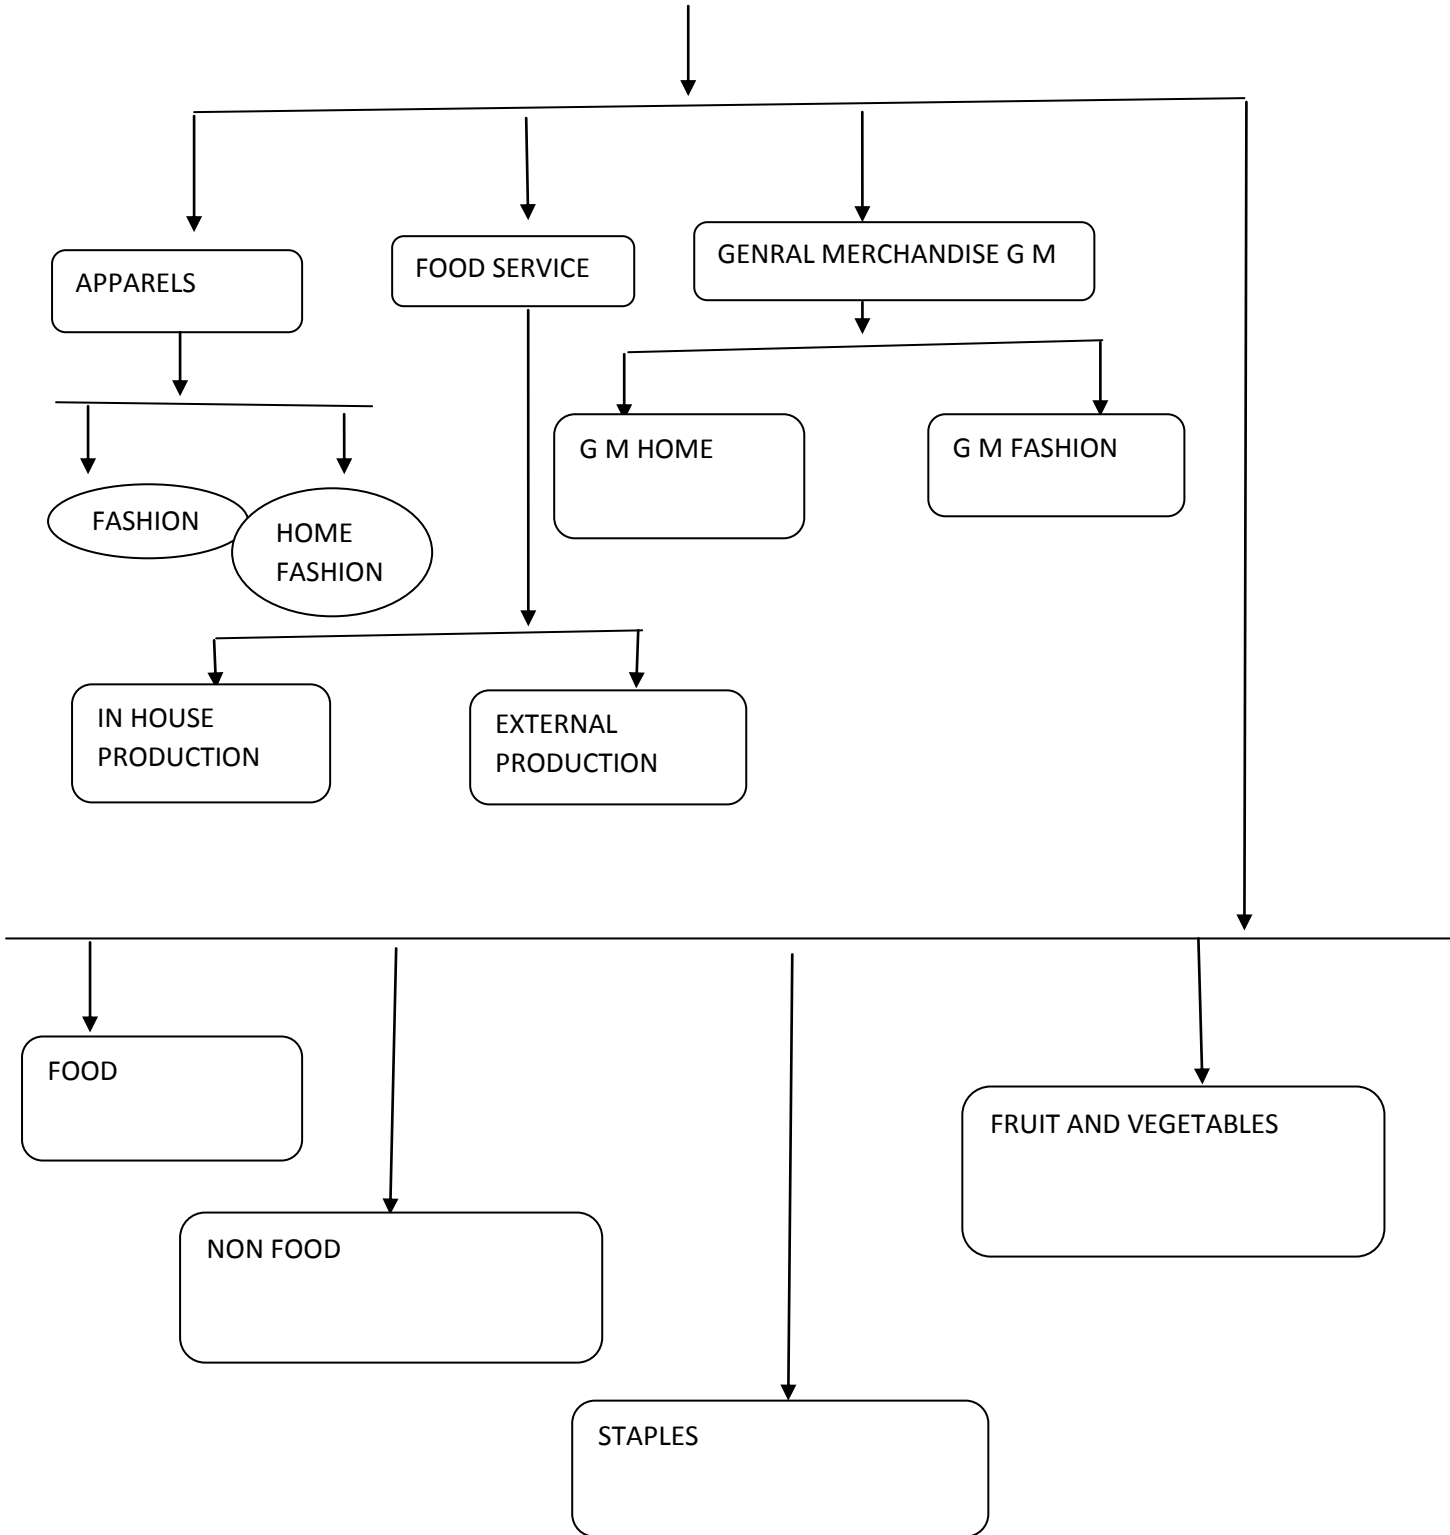 APPARELS
FOOD SERVICE
GENRAL MERCHANDISE G M
G M HOME
G M FASHION
FASHION
HOME
FASHION
IN HOUSE
PRODUCTION
EXTERNAL
PRODUCTION
FOOD
FRUIT AND VEGETABLES
NON FOOD
STAPLES